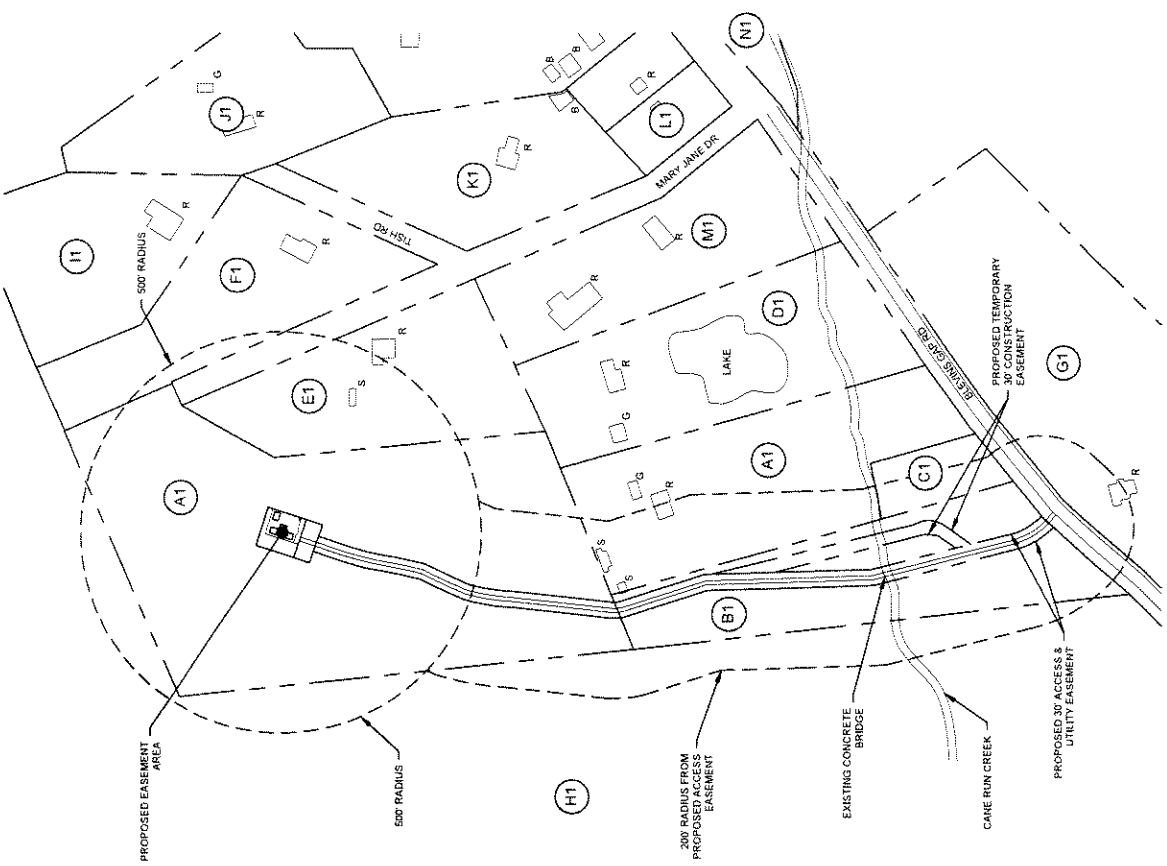 J1
G
R
I1
R
500' RADIUS
F1
R
TISH RD
K1
R
B
B
B
R
L1
N1
MARY JANE DR
E1
S
R
R
M1
R
R
G
LAKE
D1
BLEVINS GAP RD
PROPOSED TEMPORARY
30' CONSTRUCTION
EASEMENT
G1
A1
G
R
A1
C1
R
S
S
B1
PROPOSED EASEMENT
AREA
500' RADIUS
H1
200' RADIUS FROM
PROPOSED ACCESS
EASEMENT
EXISTING CONCRETE
BRIDGE
CANE RUN CREEK
PROPOSED 30' ACCESS &
UTILITY EASEMENT